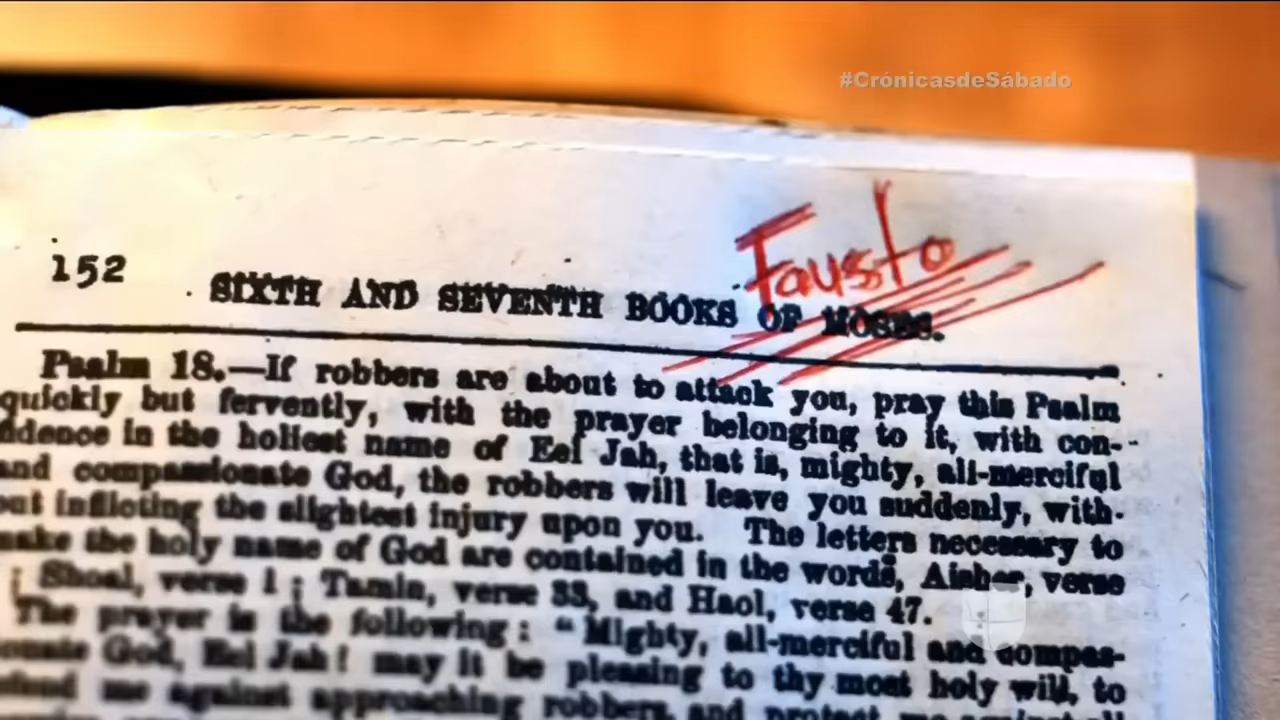 #CrónicasdeSábado
Fausto
152
SIXTH AND SEVENTH BOOKS OF MOSES.
Psalm 18.—If robbers are about to attack you, pray this Psalm
quickly but fervently, with the prayer belonging to it, with con-
fidence in the holiest name of Eel Jah, that is, mighty, all-merciful
and compassionate God, the robbers will leave you suddenly, with-
out inflicting the slightest injury upon you. The letters necessary to
make the holy name of God are contained in the words, Aisher, verse
; Shoal, verse 1; Tamin, verse 33, and Haol, verse 47.
The prayer is the following: "Mighty, all-merciful and compas-
sionate God, Eel Jah! may it be pleasing to thy most holy will, to
defend me against approaching robbers, and protect me against all